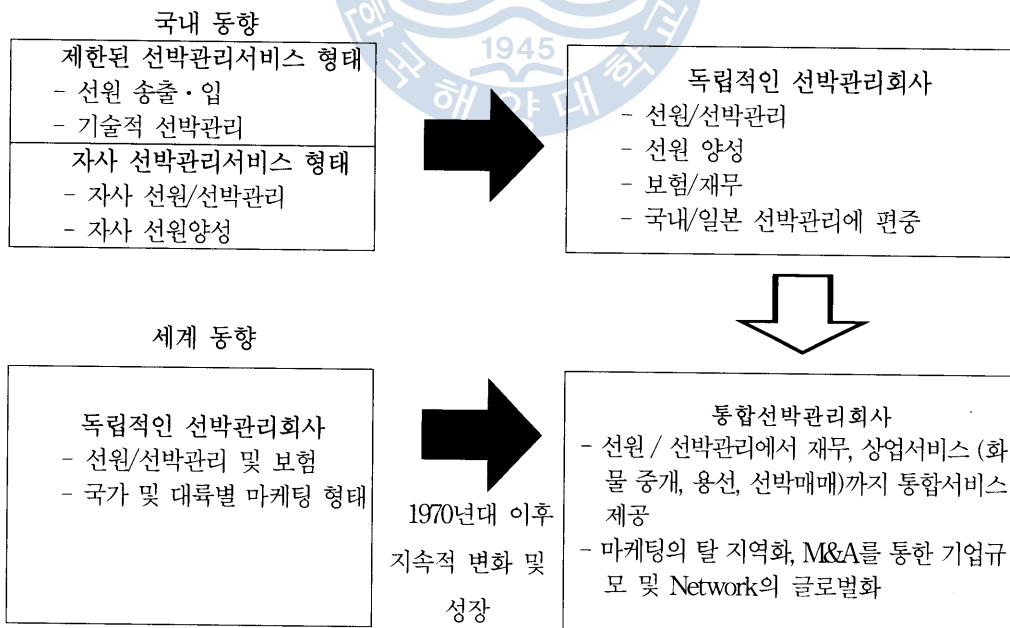 국내 동향
제한된 선박관리서비스 형태
- 선원 송출・입
- 기술적 선박관리
자사 선박관리서비스 형태
- 자사 선원/선박관리
- 자사 선원양성
1945
한국해양대학교
독립적인 선박관리회사
- 선원/선박관리
- 선원 양성
- 보험/재무
- 국내/일본 선박관리에 편중
세계 동향
독립적인 선박관리회사
- 선원/선박관리 및 보험
- 국가 및 대륙별 마케팅 형태
1970년대 이후
지속적 변화 및
성장
통합선박관리회사
- 선원 / 선박관리에서 재무, 상업서비스 (화
물 중개, 용선, 선박매매)까지 통합서비스
제공
- 마케팅의 탈 지역화, M&A를 통한 기업규
모 및 Network의 글로벌화